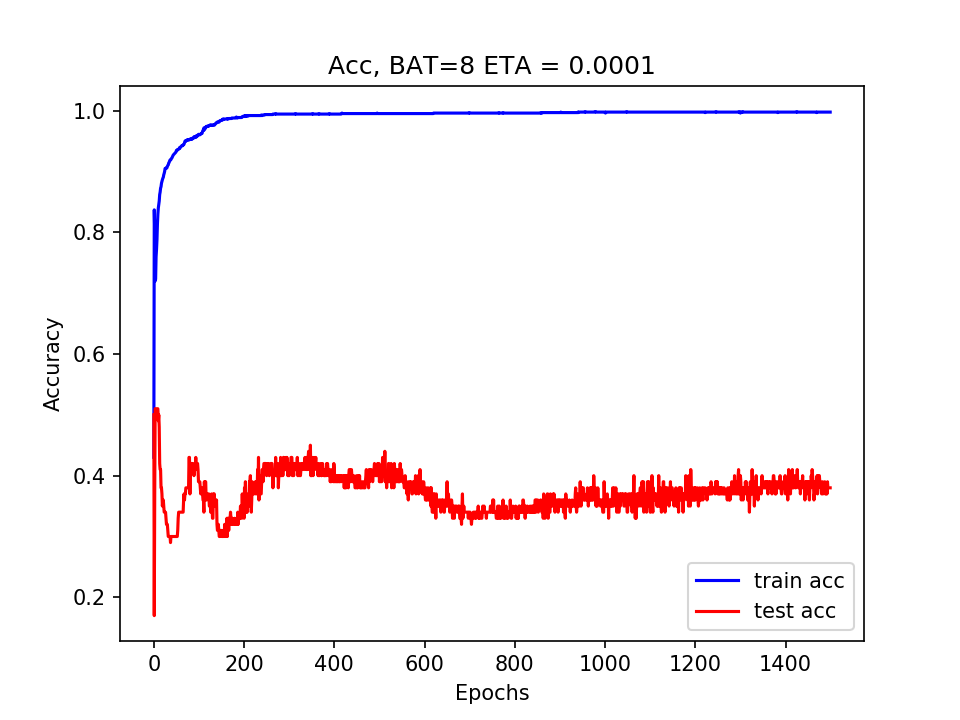 Acc, BAT=8 ETA = 0.0001
1.0
0.8
0.6
0.4
0.2
Accuracy
train acc
test acc
0 200 400 600 800 1000 1200 1400
Epochs